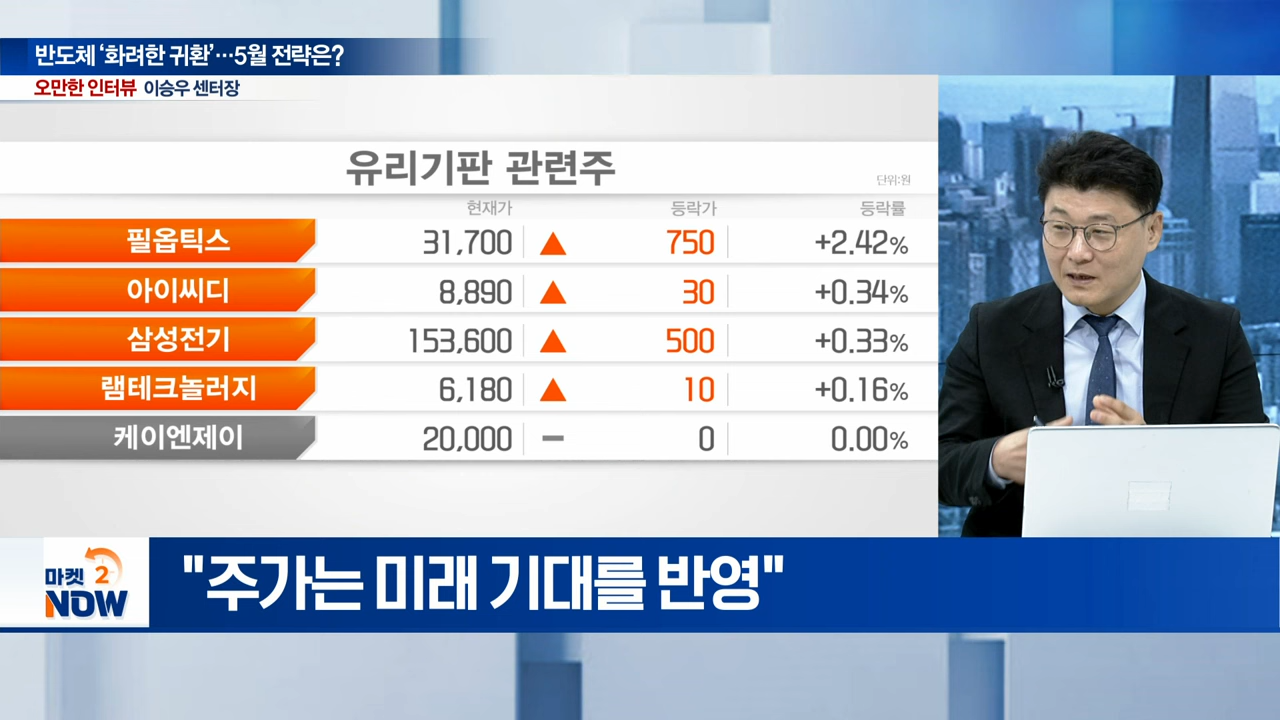 반도체 '화려한 귀환'…5월 전략은?
오만한 인터뷰 이승우 센터장
유리기판 관련주
단위:원
현재가 등락가 등락률
필옵틱스 31,700 ▲ 750 +2.42%
아이씨디 8,890 ▲ 30 +0.34%
삼성전기 153,600 ▲ 500 +0.33%
램테크놀러지 6,180 ▲ 10 +0.16%
케이엔제이 20,000 – 0 0.00%
마켓 2
NOW
"주가는 미래 기대를 반영"